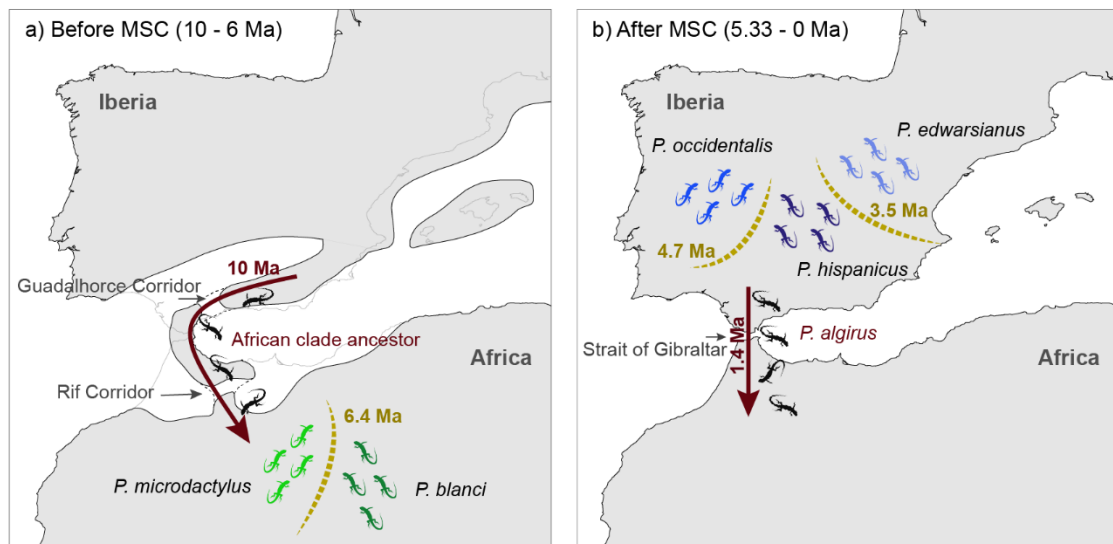 a) Before MSC (10 - 6 Ma)
Iberia
10 Ma
Guadalhorce Corridor
African clade ancestor
Africa
Rif Corridor
6.4 Ma
P. microdactylus
P. blanci
b) After MSC (5.33 - 0 Ma)
Iberia
P. edwarsianus
P. occidentalis
3.5 Ma
4.7 Ma
P. hispanicus
P. algirus
Strait of Gibraltar
1.4 Ma
Africa